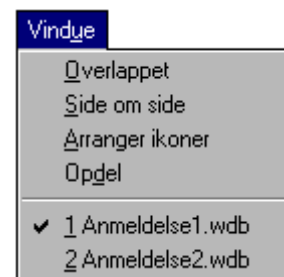 Vindue
Overlappet
Side om side
Arranger ikoner
Opdel
✔ 1 Anmeldelse1.wdb
2 Anmeldelse2.wdb